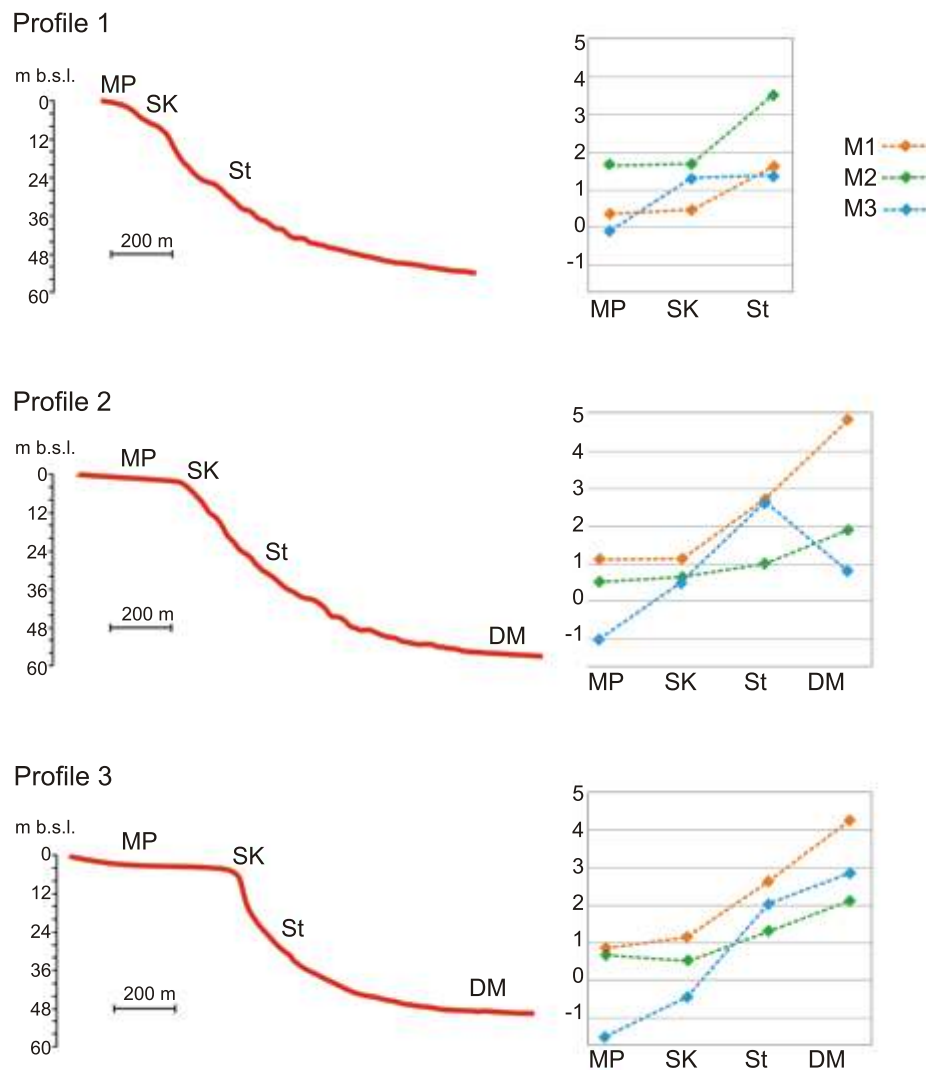 Profile 1
m b.s.l.
MP
SK
St
0
12
24
36
48
60
200 m
5
4
3
2
1
0
-1
MP SK St
M1
M2
M3
Profile 2
m b.s.l.
MP
SK
St
DM
0
12
24
36
48
60
200 m
5
4
3
2
1
0
-1
MP SK St DM
Profile 3
m b.s.l.
MP
SK
St
DM
0
12
24
36
48
60
200 m
5
4
3
2
1
0
-1
MP SK St DM